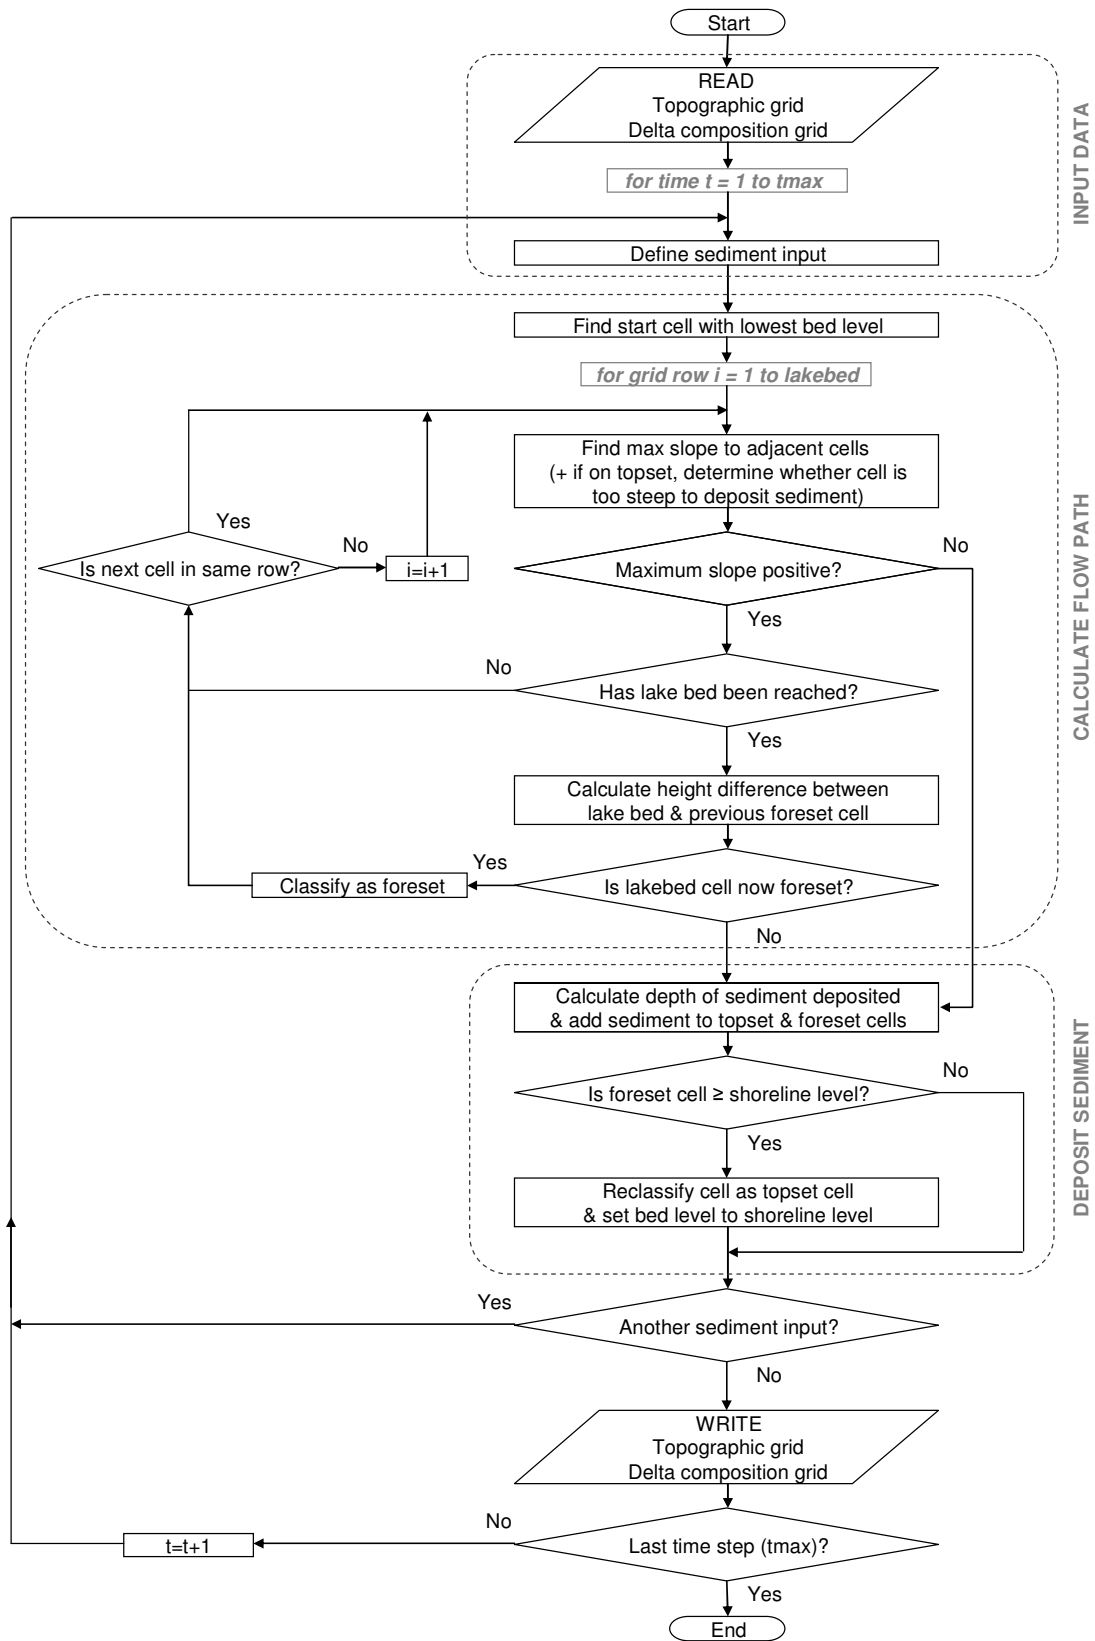 Start
READ
Topographic grid
Delta composition grid
for time t = 1 to tmax
Define sediment input
INPUT DATA
Find start cell with lowest bed level
for grid row i = 1 to lakebed
Find max slope to adjacent cells
(+ if on topset, determine whether cell is
too steep to deposit sediment)
Yes
Is next cell in same row?
No
i=i+1
Maximum slope positive?
No
Yes
No
Has lake bed been reached?
Yes
Calculate height difference between
lake bed & previous foreset cell
Yes
Classify as foreset
Is lakebed cell now foreset?
No
CALCULATE FLOW PATH
Calculate depth of sediment deposited
& add sediment to topset & foreset cells
No
Is foreset cell ≥ shoreline level?
Yes
Reclassify cell as topset cell
& set bed level to shoreline level
DEPOSIT SEDIMENT
Yes
Another sediment input?
No
WRITE
Topographic grid
Delta composition grid
No
t=t+1
Last time step (tmax)?
Yes
End